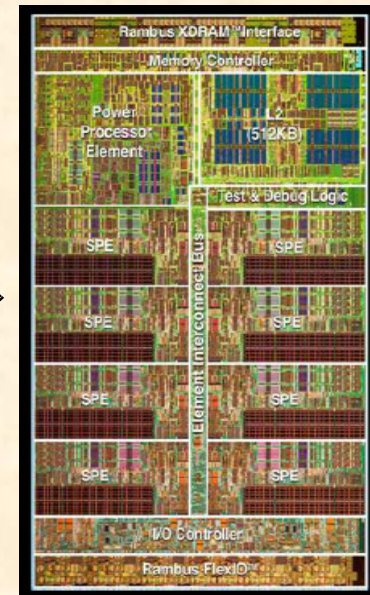 Rambus XDRAM™ Interface
Memory Controller
Power
Processor
Element
L2
(512KB)
Test & Debug Logic
Element Interconnect Bus
SPE
SPE
SPE
SPE
SPE
SPE
SPE
SPE
I/O Controller
Rambus FlexIO™